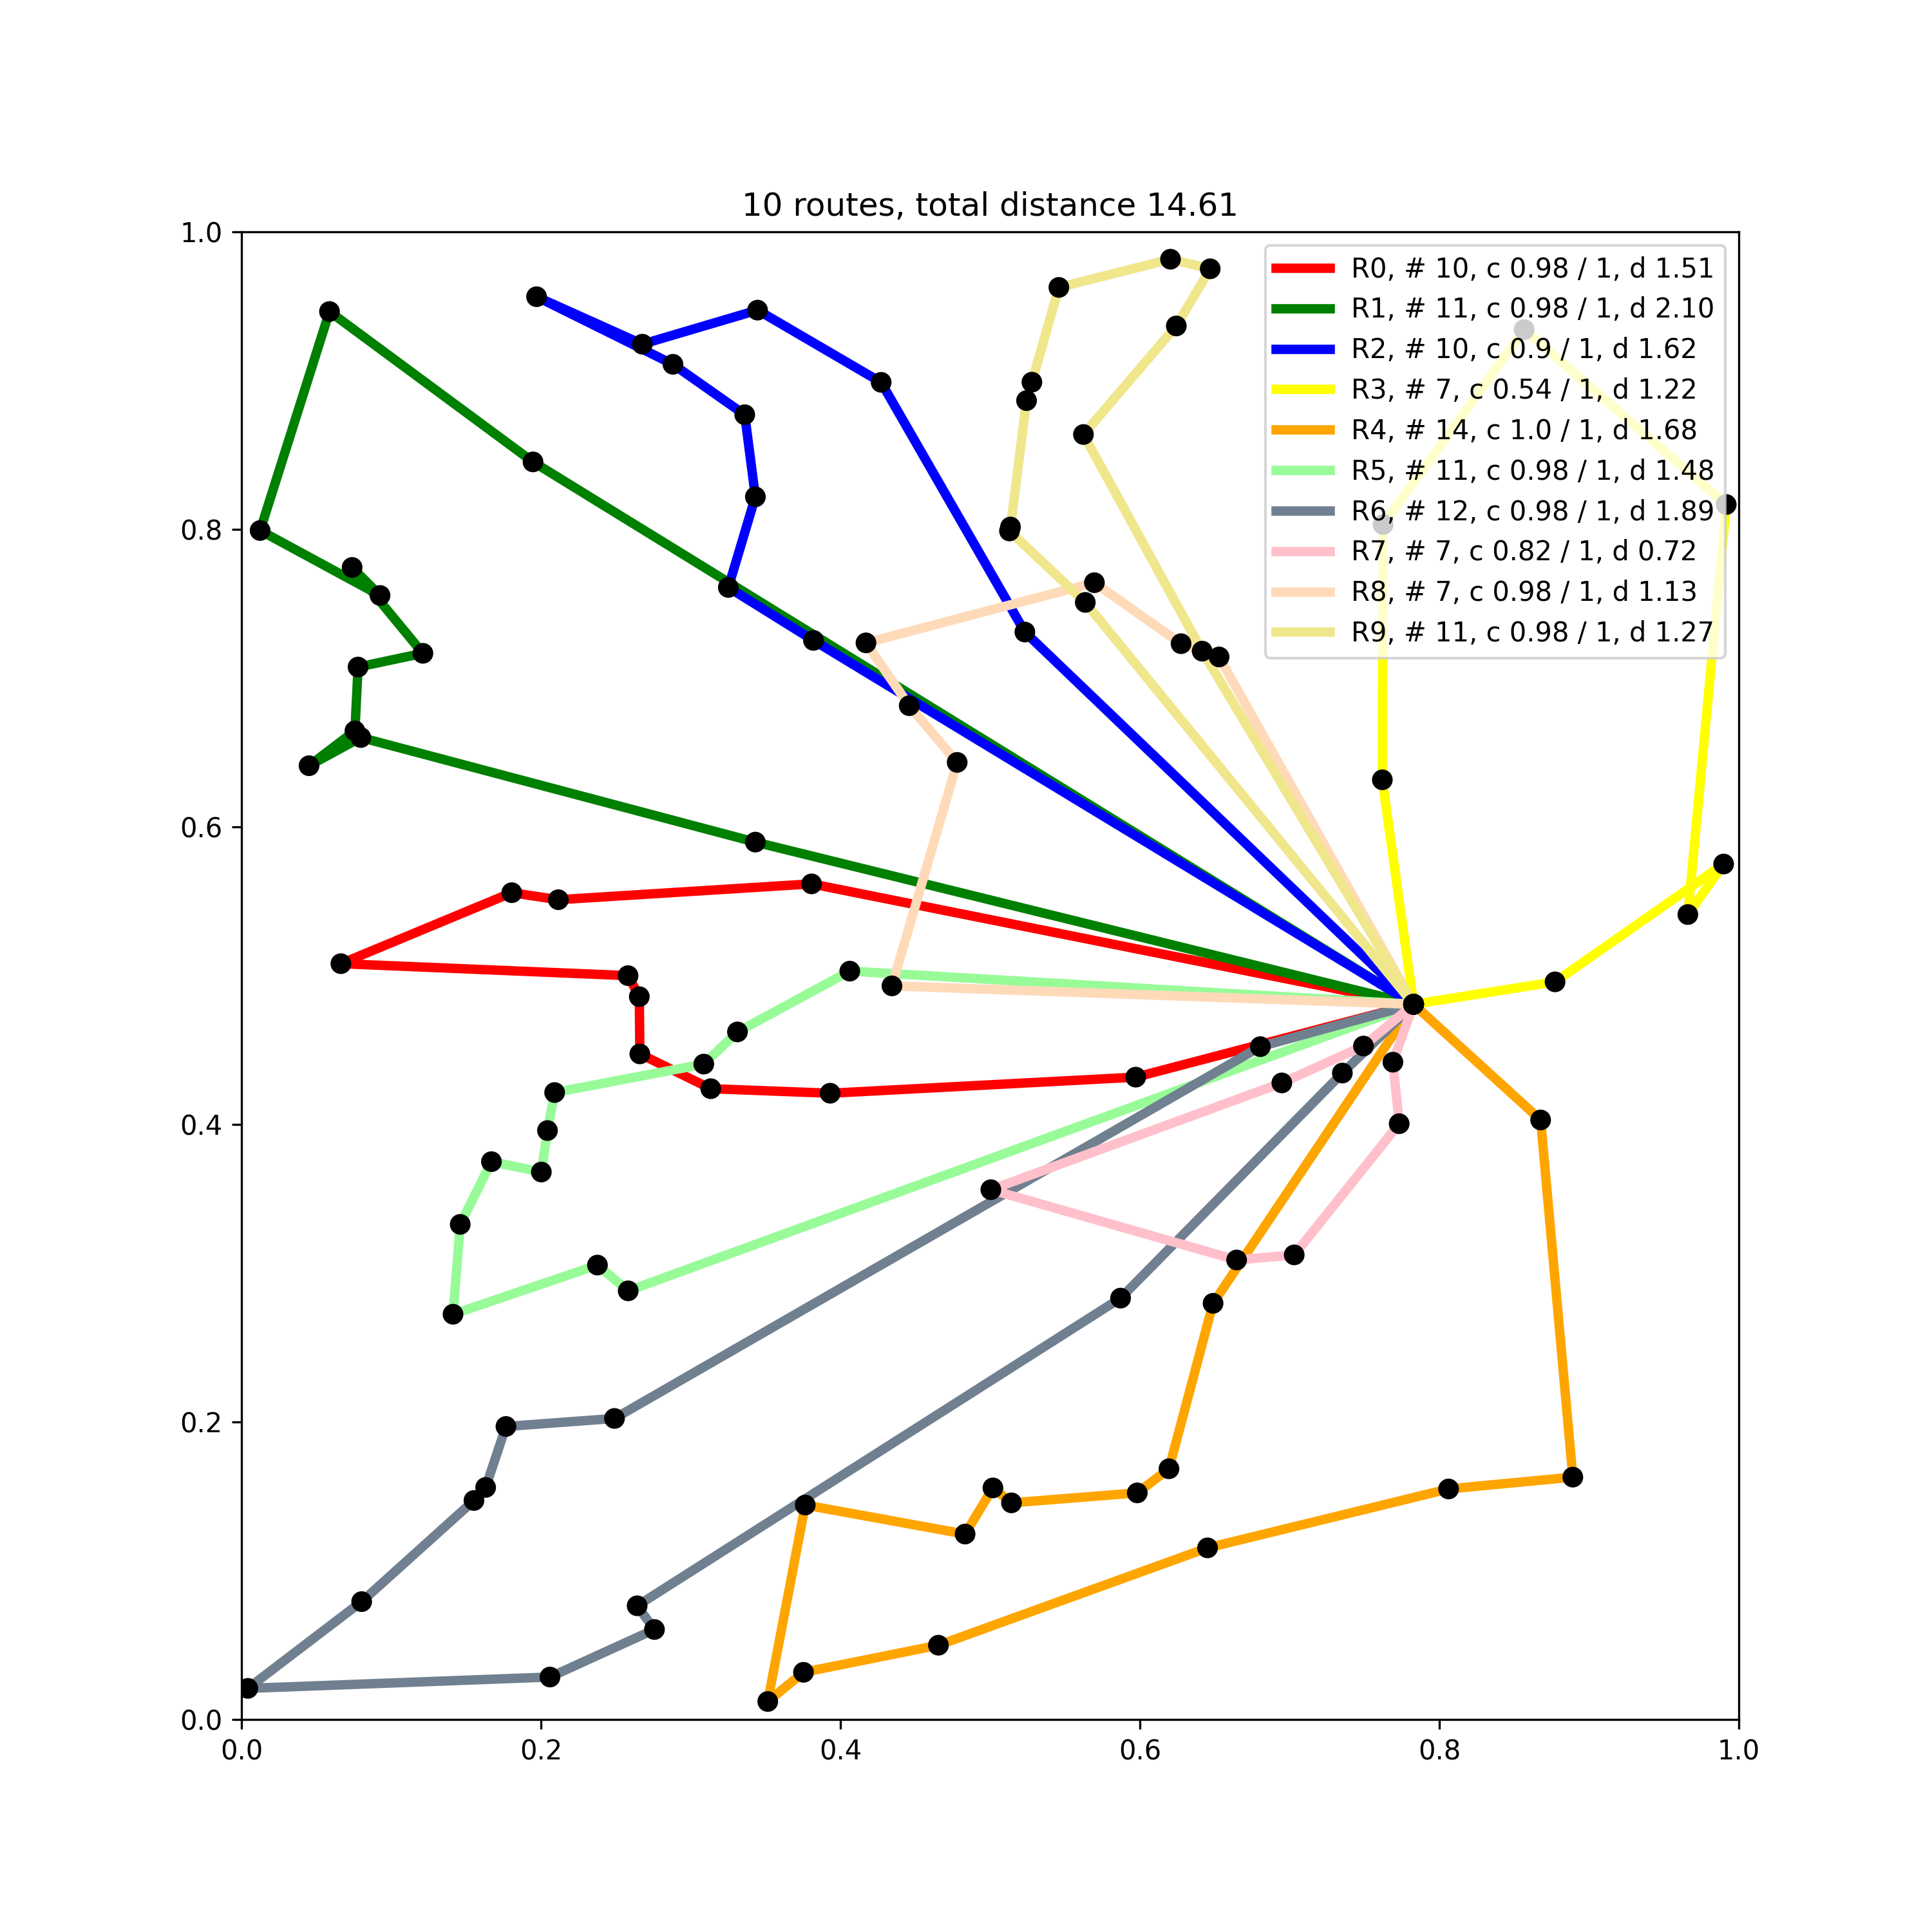 10 routes, total distance 14.61
1.0
0.8
0.6
0.4
0.2
0.0
0.0 0.2 0.4 0.6 0.8 1.0
R0, # 10, c 0.98 / 1, d 1.51
R1, # 11, c 0.98 / 1, d 2.10
R2, # 10, c 0.9 / 1, d 1.62
R3, # 7, c 0.54 / 1, d 1.22
R4, # 14, c 1.0 / 1, d 1.68
R5, # 11, c 0.98 / 1, d 1.48
R6, # 12, c 0.98 / 1, d 1.89
R7, # 7, c 0.82 / 1, d 0.72
R8, # 7, c 0.98 / 1, d 1.13
R9, # 11, c 0.98 / 1, d 1.27